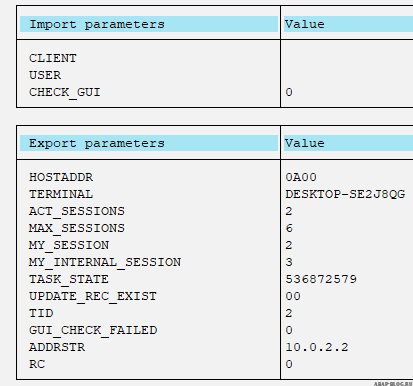 Import parameters Value
CLIENT
USER
CHECK_GUI 0
Export parameters Value
HOSTADDR 0A00
TERMINAL DESKTOP-SE2J8QG
ACT_SESSIONS 2
MAX_SESSIONS 6
MY_SESSION 2
MY_INTERNAL_SESSION 3
TASK_STATE 536872579
UPDATE_REC_EXIST 00
TID 2
GUI_CHECK_FAILED 0
ADDRSTR 10.0.2.2
RC 0
ABAP-BLOG.RU